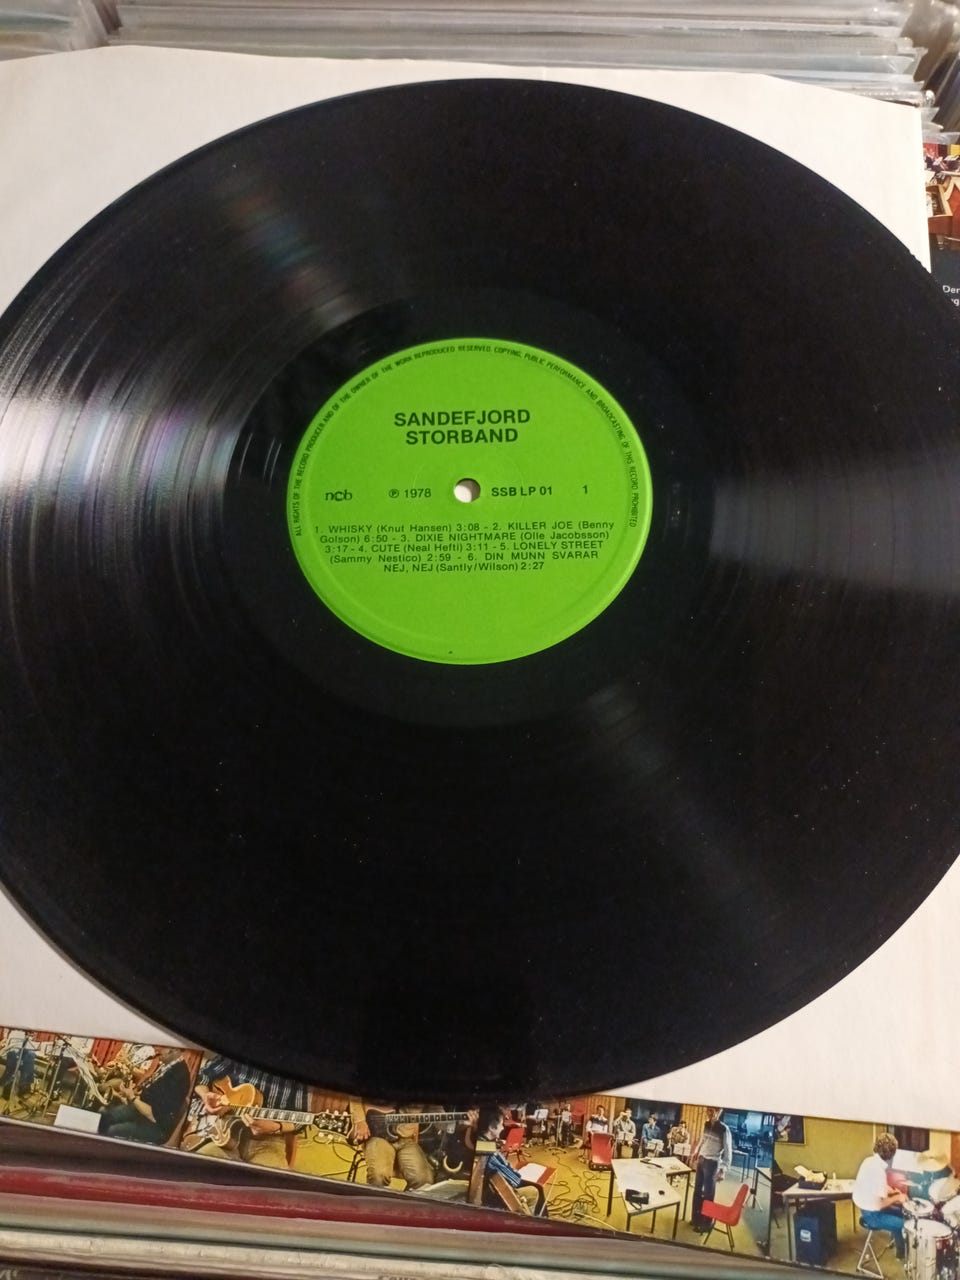 ALL RIGHTS OF THE RECORD PRODUCER AND OF THE OWNER OF THE WORK REPRODUCED RESERVED. COPYING, PUBLIC PERFORMANCE AND BROADCASTING OF THIS RECORD PROHIBITED
SANDEFJORD
STORBAND
ncb ℗ 1978 SSB LP 01 1
1. WHISKY (Knut Hansen) 3:08 - 2. KILLER JOE (Benny
Golson) 6:50 - 3. DIXIE NIGHTMARE (Olle Jacobsson)
3:17 - 4. CUTE (Neal Hefti) 3:11 - 5. LONELY STREET
(Sammy Nestico) 2:59 - 6. DIN MUNN SVARAR
NEJ, NEJ (Santly/Wilson) 2:27